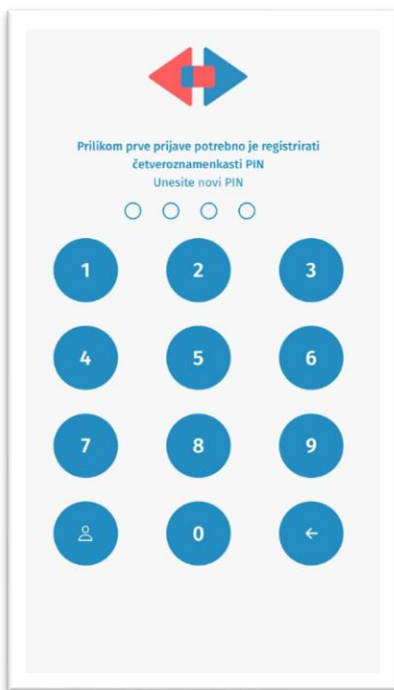 Prilikom prve prijave potrebno je registrirati
četveroznamenkasti PIN
Unesite novi PIN
1 2 3
4 5 6
7 8 9
0